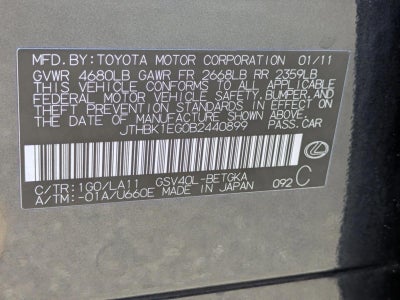 MFD.BY:TOYOTA MOTOR CORPORATION 01/11
GVWR 4680LB GAWR FR 2668LB RR 2359LB
THIS VEHICLE CONFORMS TO ALL APPLICABLE
FEDERAL MOTOR VEHICLE SAFETY,BUMPER,AND
THEFT PREVENTION STANDARDS IN EFFECT ON
THE DATE OF MANUFACTURE SHOWN ABOVE.
JTHBK1EG0B2440899 PASS.CAR
C/TR:1G0/LA11 GSV40L-BETGKA
A/TM:-01A/U660E MADE IN JAPAN 092 C